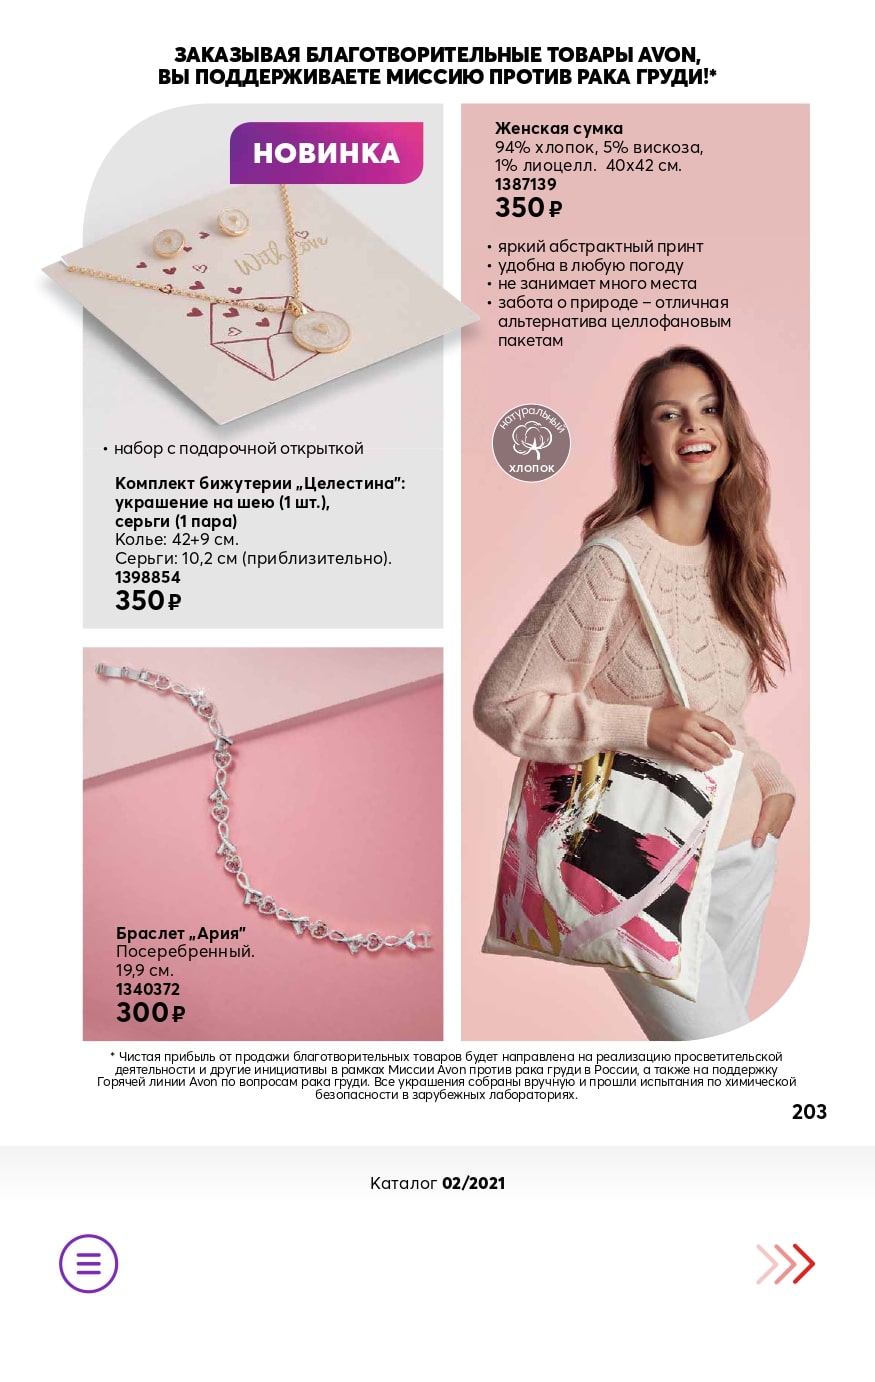 ЗАКАЗЫВАЯ БЛАГОТВОРИТЕЛЬНЫЕ ТОВАРЫ AVON,
ВЫ ПОДДЕРЖИВАЕТЕ МИССИЮ ПРОТИВ РАКА ГРУДИ!*
НОВИНКА
With Love
• набор с подарочной открыткой
Комплект бижутерии „Целестина”:
украшение на шею (1 шт.),
серьги (1 пара)
Колье: 42+9 см.
Серьги: 10,2 см (приблизительно).
1398854
350 ₽
Женская сумка
94% хлопок, 5% вискоза,
1% лиоцелл. 40х42 см.
1387139
350 ₽
• яркий абстрактный принт
• удобна в любую погоду
• не занимает много места
• забота о природе – отличная
альтернатива целлофановым
пакетам
натуральный
хлопок
Браслет „Ария”
Посеребренный.
19,9 см.
1340372
300 ₽
* Чистая прибыль от продажи благотворительных товаров будет направлена на реализацию просветительской
деятельности и другие инициативы в рамках Миссии Avon против рака груди в России, а также на поддержку
Горячей линии Avon по вопросам рака груди. Все украшения собраны вручную и прошли испытания по химической
безопасности в зарубежных лабораториях.
203
Каталог 02/2021